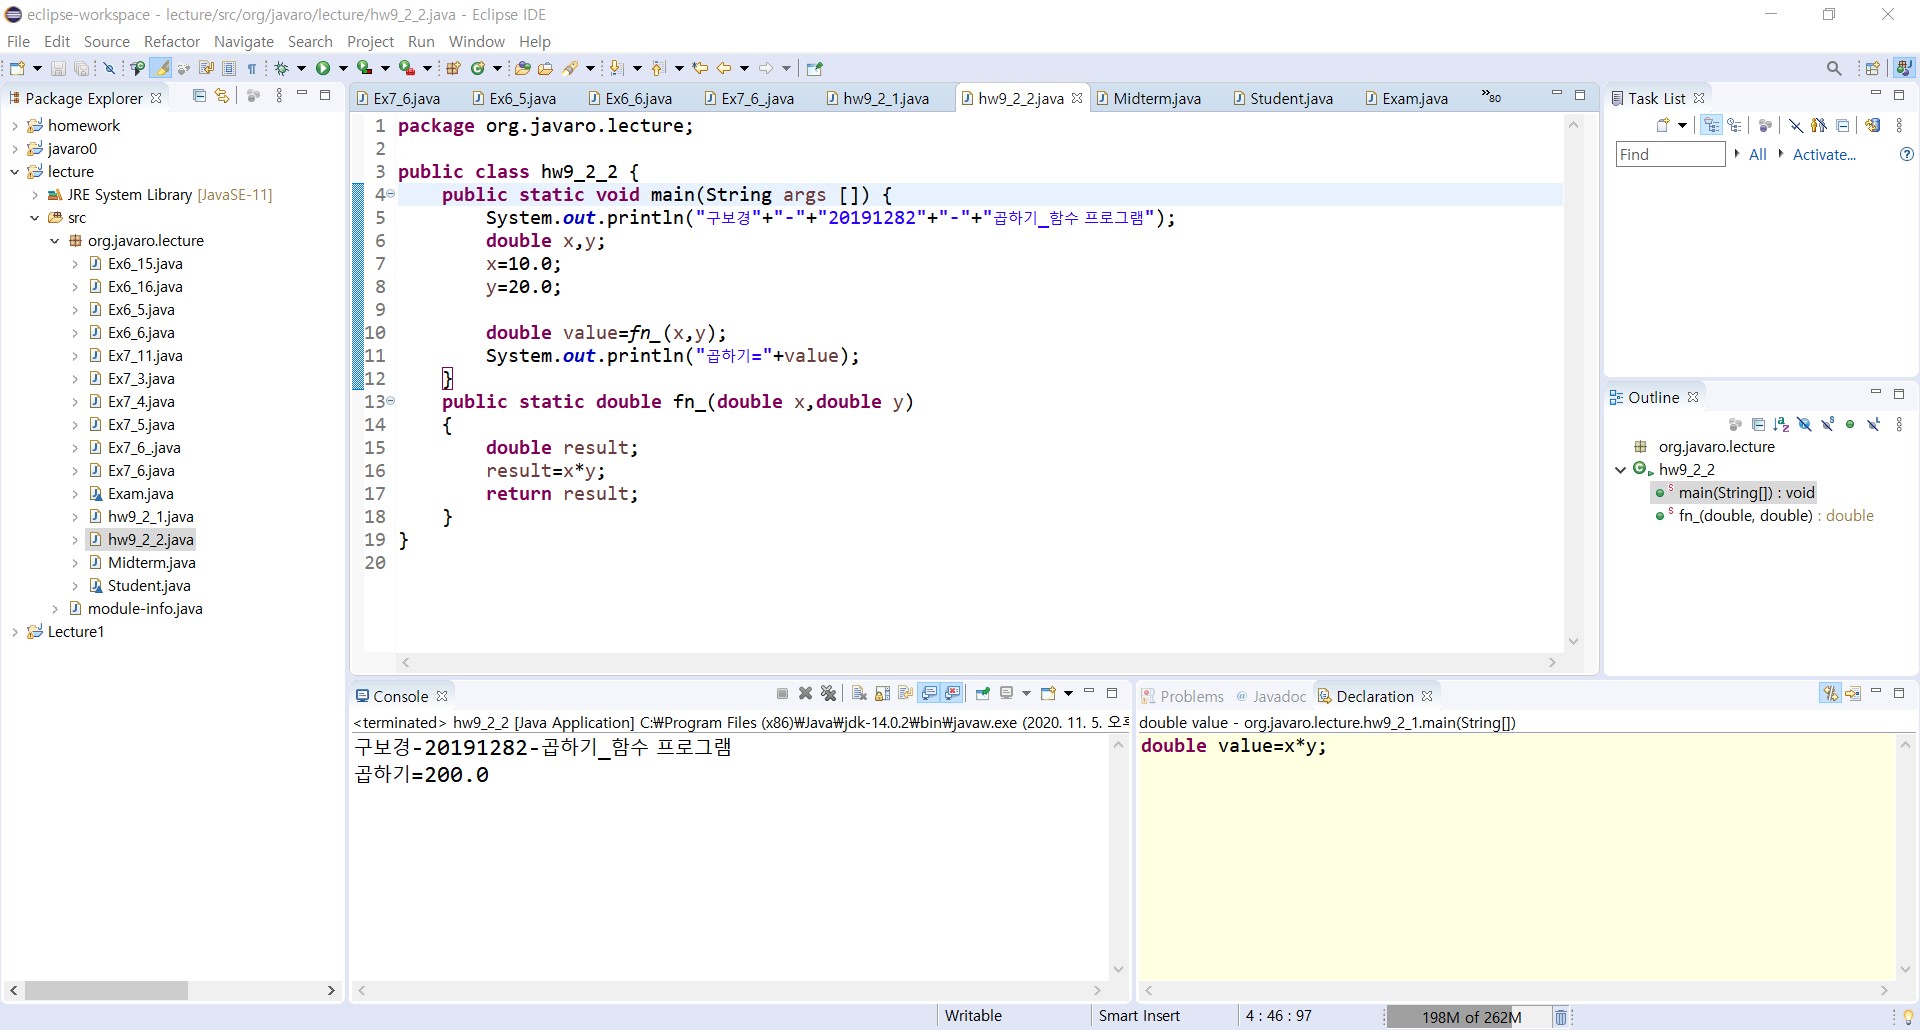 eclipse-workspace - lecture/src/org/javaro/lecture/hw9_2_2.java - Eclipse IDE
File Edit Source Refactor Navigate Search Project Run Window Help
Package Explorer
homework
javaro0
lecture
JRE System Library [JavaSE-11]
src
org.javaro.lecture
Ex6_15.java
Ex6_16.java
Ex6_5.java
Ex6_6.java
Ex7_11.java
Ex7_3.java
Ex7_4.java
Ex7_5.java
Ex7_6_.java
Ex7_6.java
Exam.java
hw9_2_1.java
hw9_2_2.java
Midterm.java
Student.java
module-info.java
Lecture1
Ex7_6.java Ex6_5.java Ex6_6.java Ex7_6_.java hw9_2_1.java hw9_2_2.java Midterm.java Student.java Exam.java »80
1 package org.javaro.lecture;
2
3 public class hw9_2_2 {
4 public static void main(String args []) {
5 System.out.println("구보경"+"-"+"20191282"+"-"+"곱하기_함수 프로그램");
6 double x,y;
7 x=10.0;
8 y=20.0;
9
10 double value=fn_(x,y);
11 System.out.println("곱하기="+value);
12 }
13 public static double fn_(double x,double y)
14 {
15 double result;
16 result=x*y;
17 return result;
18 }
19 }
20
Task List
Find All Activate...
Outline
org.javaro.lecture
hw9_2_2
main(String[]) : void
fn_(double, double) : double
Console
<terminated> hw9_2_2 [Java Application] C:₩Program Files (x86)₩Java₩jdk-14.0.2₩bin₩javaw.exe (2020. 11. 5. 오후
구보경-20191282-곱하기_함수 프로그램
곱하기=200.0
Problems @ Javadoc Declaration
double value - org.javaro.lecture.hw9_2_1.main(String[])
double value=x*y;
Writable Smart Insert 4 : 46 : 97 198M of 262M